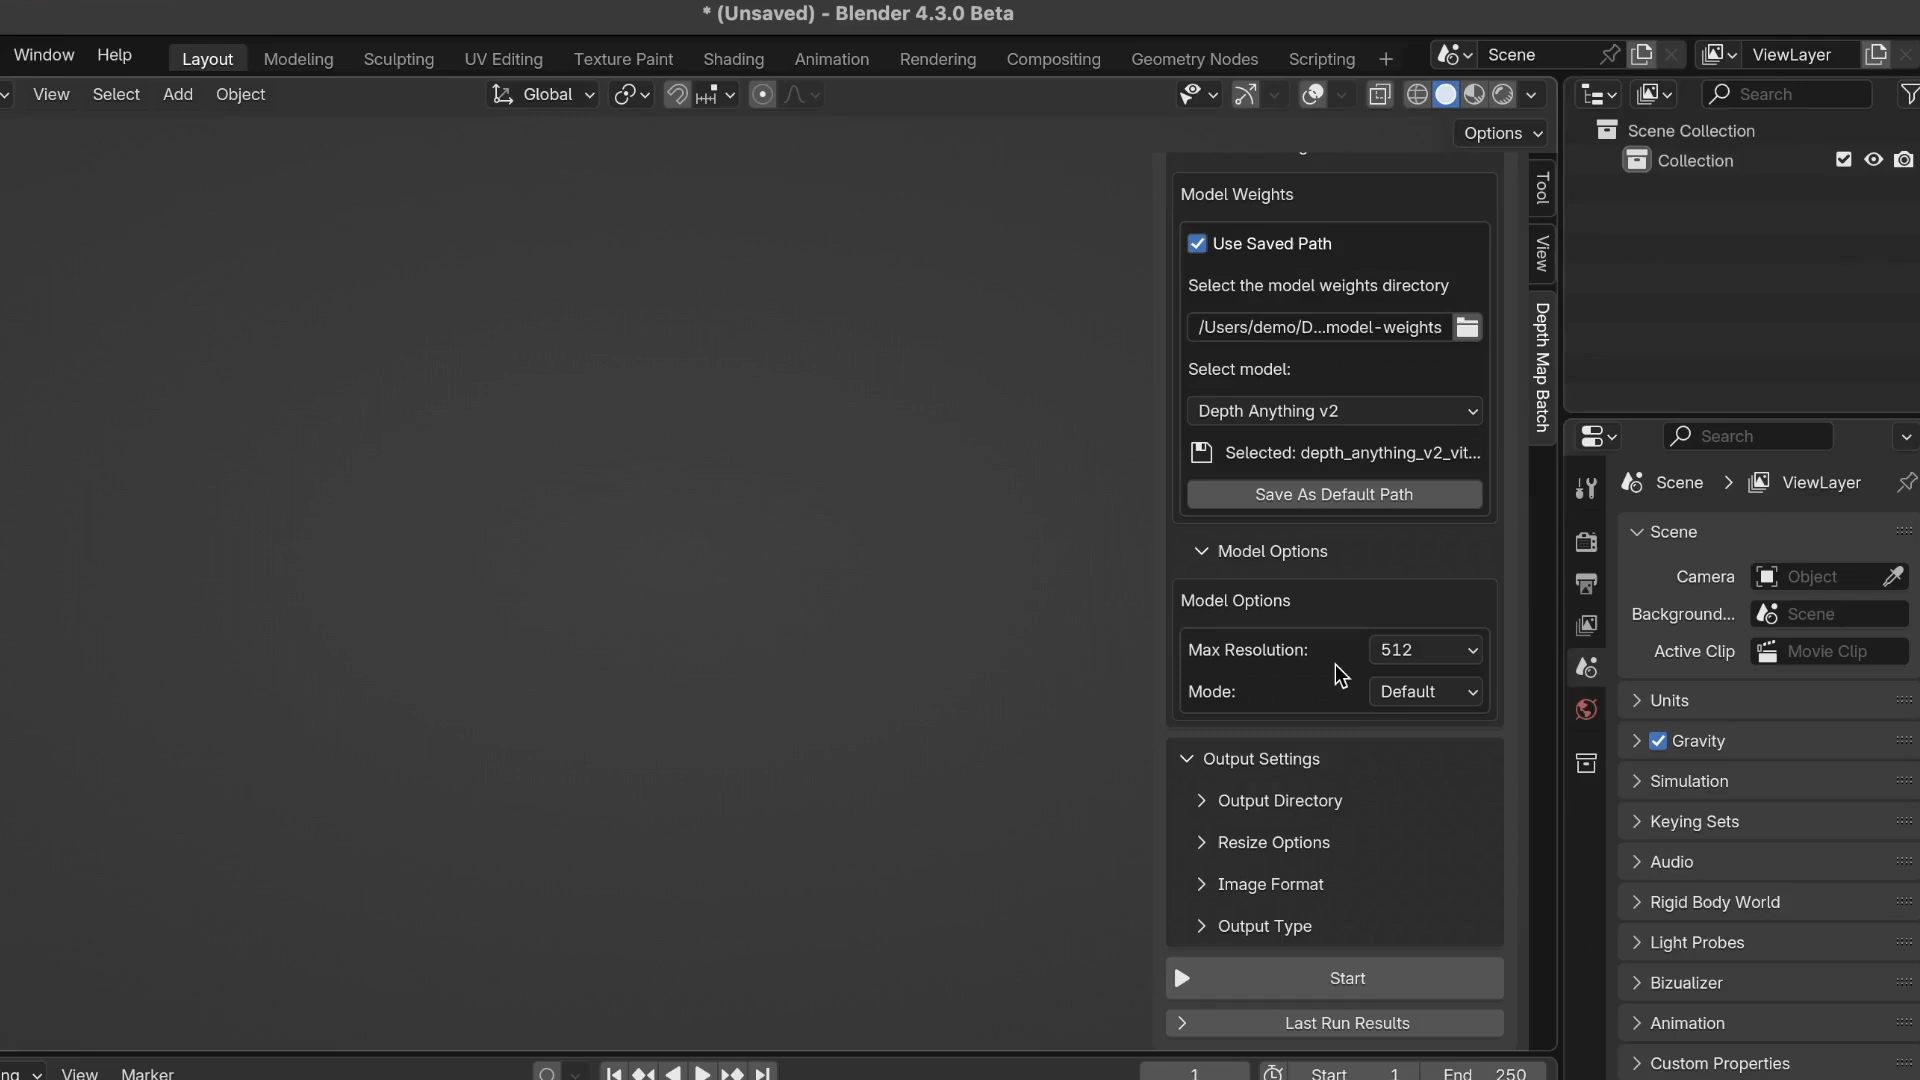 * (Unsaved) - Blender 4.3.0 Beta
Window Help Layout Modeling Sculpting UV Editing Texture Paint Shading Animation Rendering Compositing Geometry Nodes Scripting + Scene ViewLayer
View Select Add Object Global Search
Options
Scene Collection
Collection
Tool
View
Depth Map Batch
Model Weights
Use Saved Path
Select the model weights directory
/Users/demo/D...model-weights
Select model:
Depth Anything v2
Selected: depth_anything_v2_vit...
Save As Default Path
Model Options
Model Options
Max Resolution: 512
Mode: Default
Output Settings
Output Directory
Resize Options
Image Format
Output Type
Start
Last Run Results
Search
Scene > ViewLayer
Scene
Camera Object
Background... Scene
Active Clip Movie Clip
Units
Gravity
Simulation
Keying Sets
Audio
Rigid Body World
Light Probes
Bizualizer
Animation
Custom Properties
ng View Marker 1 Start 1 End 250